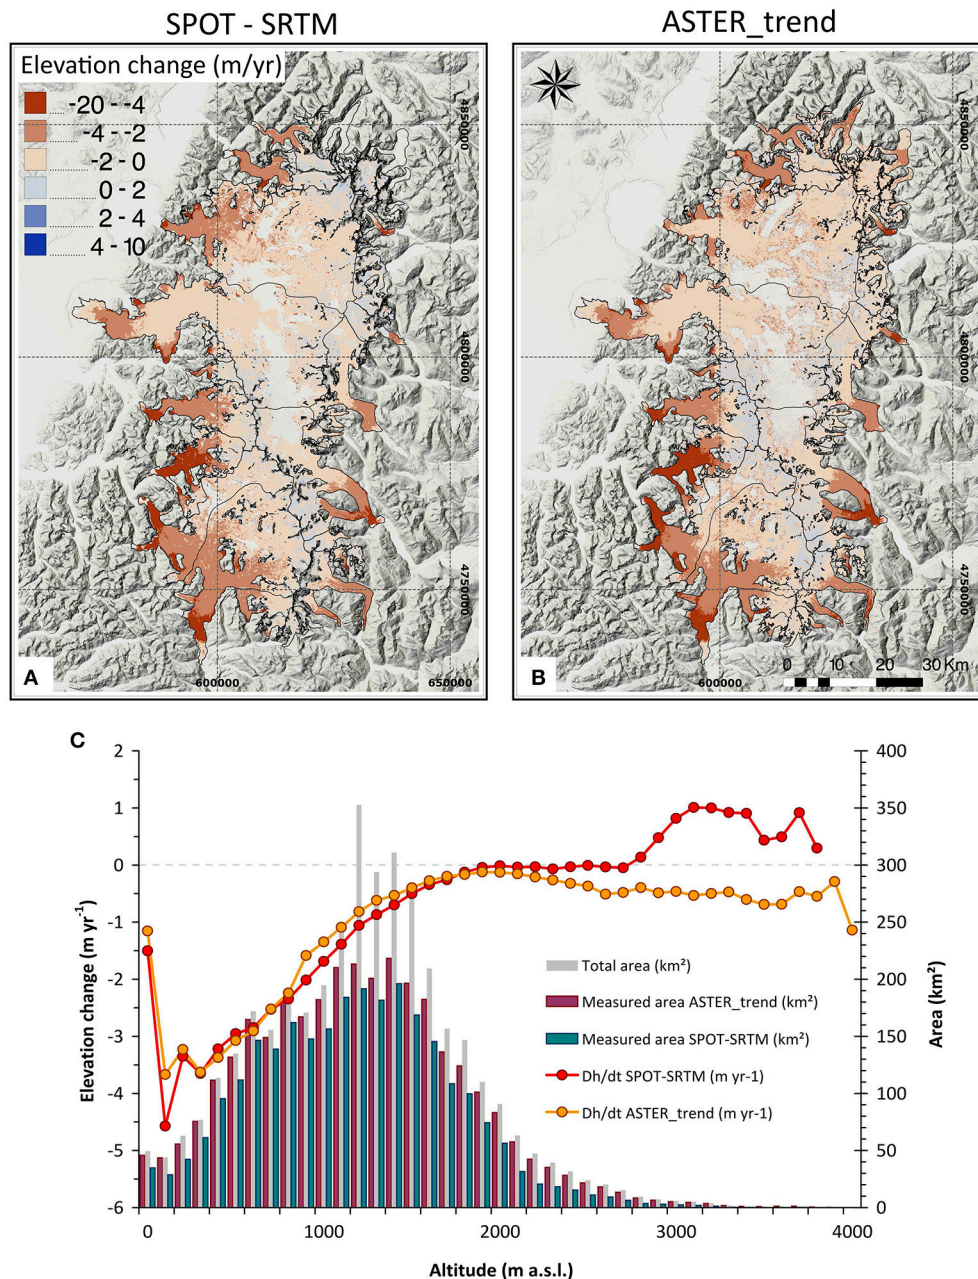 SPOT - SRTM
ASTER_trend
Elevation change (m/yr)
-20 - -4
-4 - -2
-2 - 0
0 - 2
2 - 4
4 - 10
4850000
4800000
4750000
A
600000
650000
4850000
4800000
4750000
B
600000
0 10 20 30 Km
C
2
1
0
-1
-2
-3
-4
-5
-6
Elevation change (m yr-1)
400
350
300
250
200
150
100
50
0
Area (km²)
Total area (km²)
Measured area ASTER_trend (km²)
Measured area SPOT-SRTM (km²)
Dh/dt SPOT-SRTM (m yr-1)
Dh/dt ASTER_trend (m yr-1)
0 1000 2000 3000 4000
Altitude (m a.s.l.)